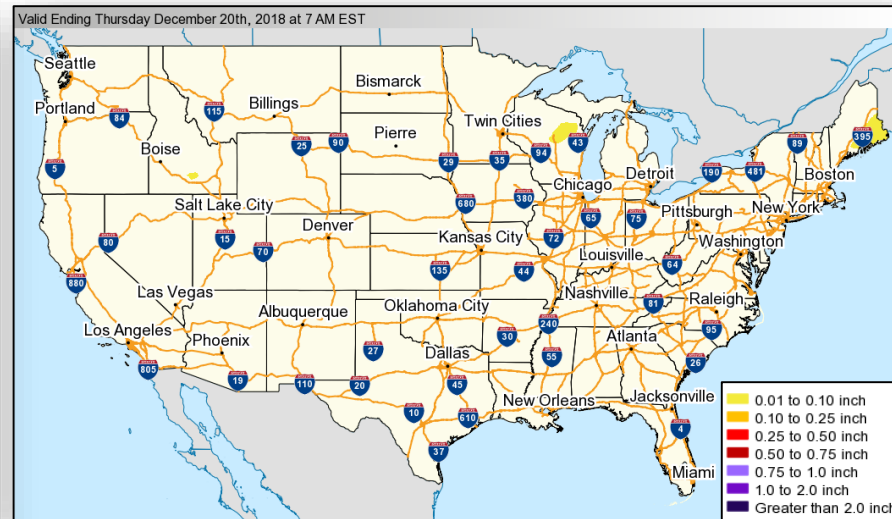 Valid Ending Thursday December 20th, 2018 at 7 AM EST
Seattle
Bismarck
Portland
84
115
Billings
Twin Cities
395
Boise
25
90
Pierre
94
43
89
5
29
35
190
481
Boston
Chicago
Detroit
Salt Lake City
680
380
65
75
Pittsburgh
New York
80
15
70
Denver
Kansas City
72
Washington
880
135
44
Louisville
64
Las Vegas
Albuquerque
Oklahoma City
Nashville
81
Raleigh
Los Angeles
Phoenix
27
30
240
95
805
19
110
20
Dallas
45
55
Atlanta
26
10
610
New Orleans
Jacksonville
37
4
Miami
0.01 to 0.10 inch
0.10 to 0.25 inch
0.25 to 0.50 inch
0.50 to 0.75 inch
0.75 to 1.0 inch
1.0 to 2.0 inch
Greater than 2.0 inch